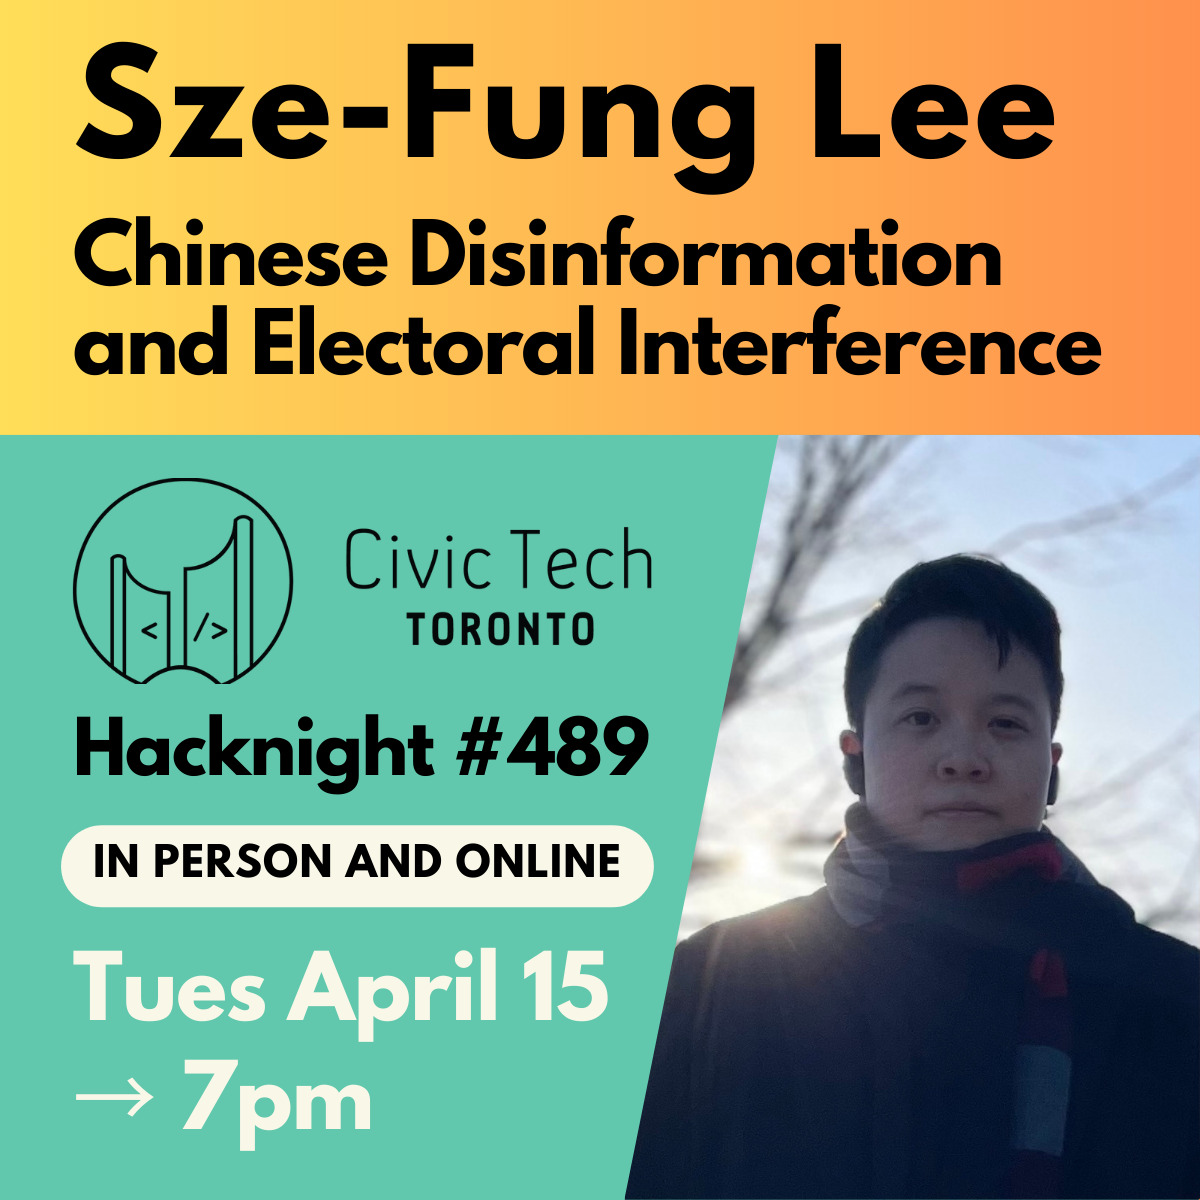 Sze-Fung Lee
Chinese Disinformation
and Electoral Interference
< />
Civic Tech
TORONTO
Hacknight #489
IN PERSON AND ONLINE
Tues April 15
→ 7pm